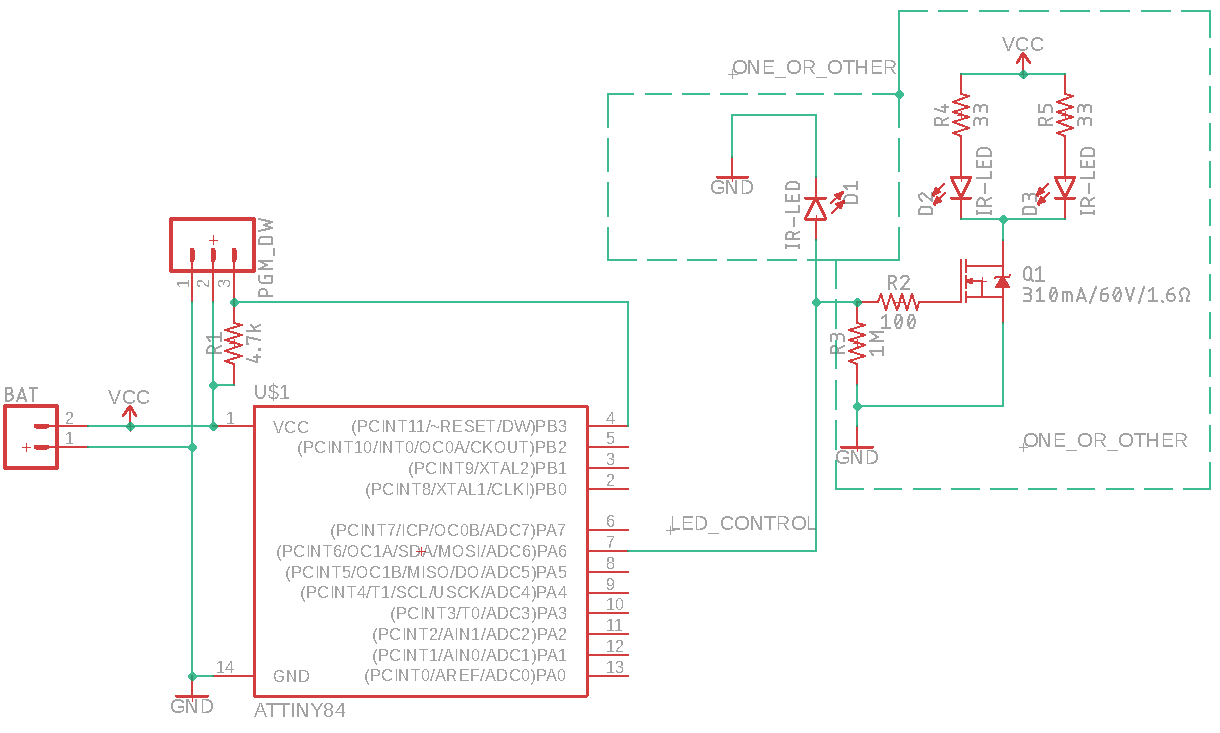 VCC
ONE_OR_OTHER
R4
33
R5
33
GND
IR-LED
D1
D2
IR-LED
D3
IR-LED
PGM_DW
1
2
3
R2
100
Q1
310mA/60V/1.6Ω
R1
4.7k
R3
1M
BAT
2
1
VCC
U$1
1
VCC
(PCINT11/~RESET/DW)PB3
4
(PCINT10/INT0/OC0A/CKOUT)PB2
5
(PCINT9/XTAL2)PB1
3
(PCINT8/XTAL1/CLKI)PB0
2
GND
ONE_OR_OTHER
(PCINT7/ICP/OC0B/ADC7)PA7
6
LED_CONTROL
(PCINT6/OC1A/SDA/MOSI/ADC6)PA6
7
(PCINT5/OC1B/MISO/DO/ADC5)PA5
8
(PCINT4/T1/SCL/USCK/ADC4)PA4
9
(PCINT3/T0/ADC3)PA3
10
(PCINT2/AIN1/ADC2)PA2
11
(PCINT1/AIN0/ADC1)PA1
12
14
GND
(PCINT0/AREF/ADC0)PA0
13
GND
ATTINY84